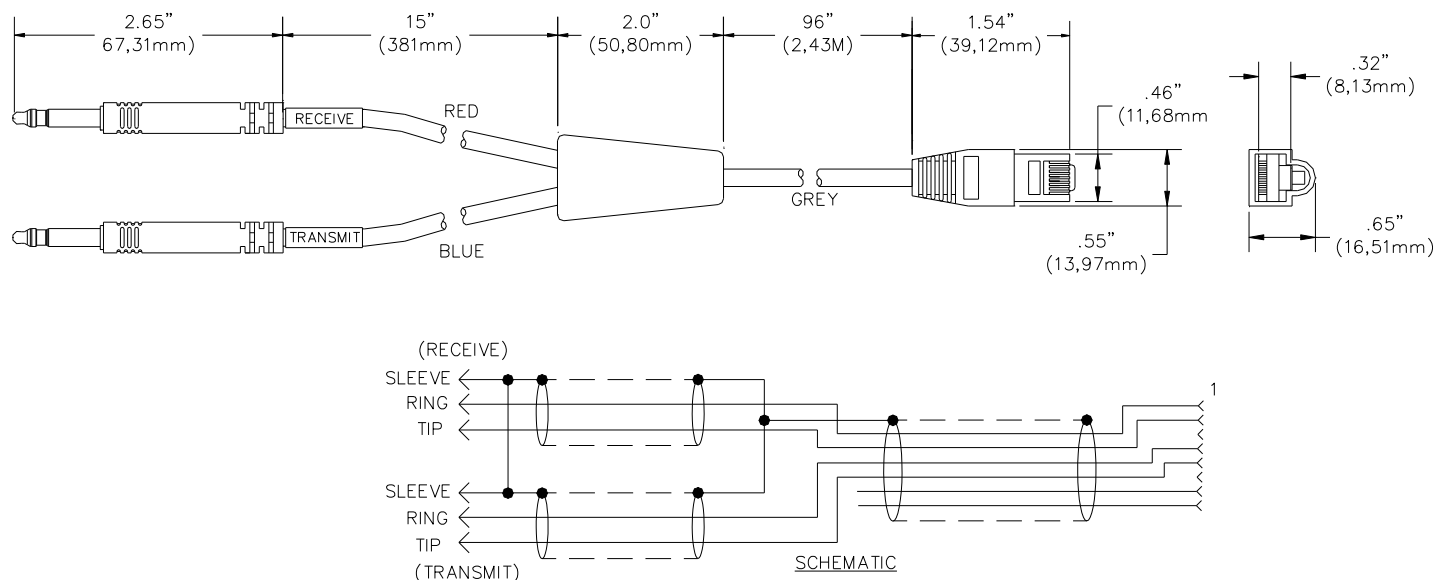 2.65"
67,31mm)
15"
(381mm)
2.0"
(50,80mm)
96"
(2,43M)
1.54"
(39,12mm)
.32"
(8,13mm)
.46"
(11,68mm
RECEIVE
RED
GREY
TRANSMIT
BLUE
.55"
(13,97mm)
.65"
(16,51mm)
(RECEIVE)
SLEEVE
RING
TIP
1
SLEEVE
RING
TIP
(TRANSMIT)
SCHEMATIC